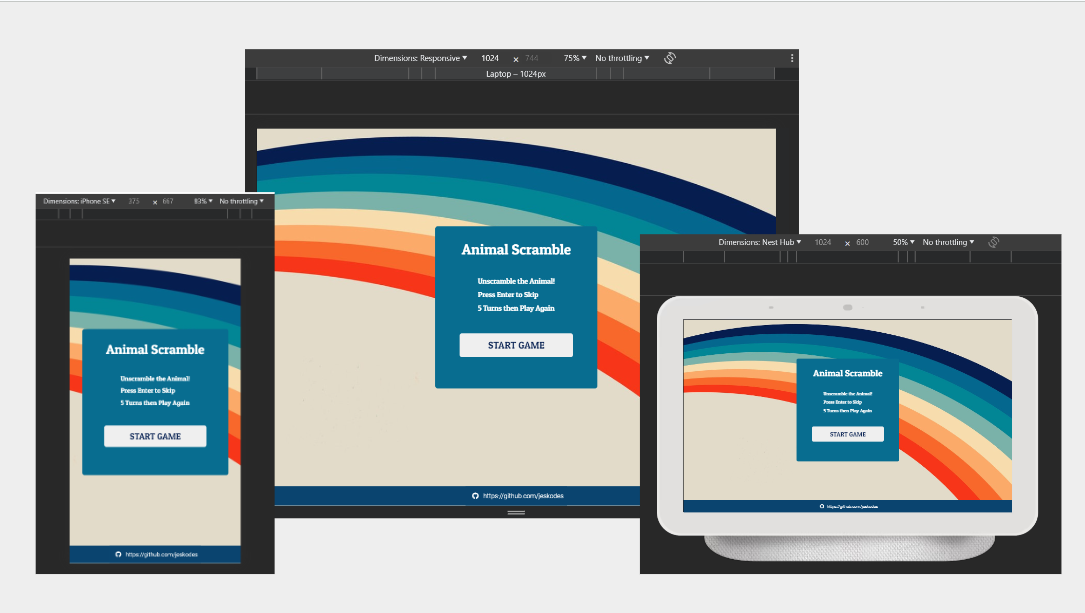 Dimensions: Responsive ▼ 1024 × 744 75% ▼ No throttling ▼
Laptop – 1024px
Animal Scramble
Unscramble the Animal!
Press Enter to Skip
5 Turns then Play Again
START GAME
https://github.com/jeskodes
Dimensions: iPhone SE ▼ 375 × 667 83% ▼ No throttling ▼
Animal Scramble
Unscramble the Animal!
Press Enter to Skip
5 Turns then Play Again
START GAME
https://github.com/jeskodes
Dimensions: Nest Hub ▼ 1024 × 600 50% ▼ No throttling ▼
Animal Scramble
Unscramble the Animal!
Press Enter to Skip
5 Turns then Play Again
START GAME
https://github.com/jeskodes